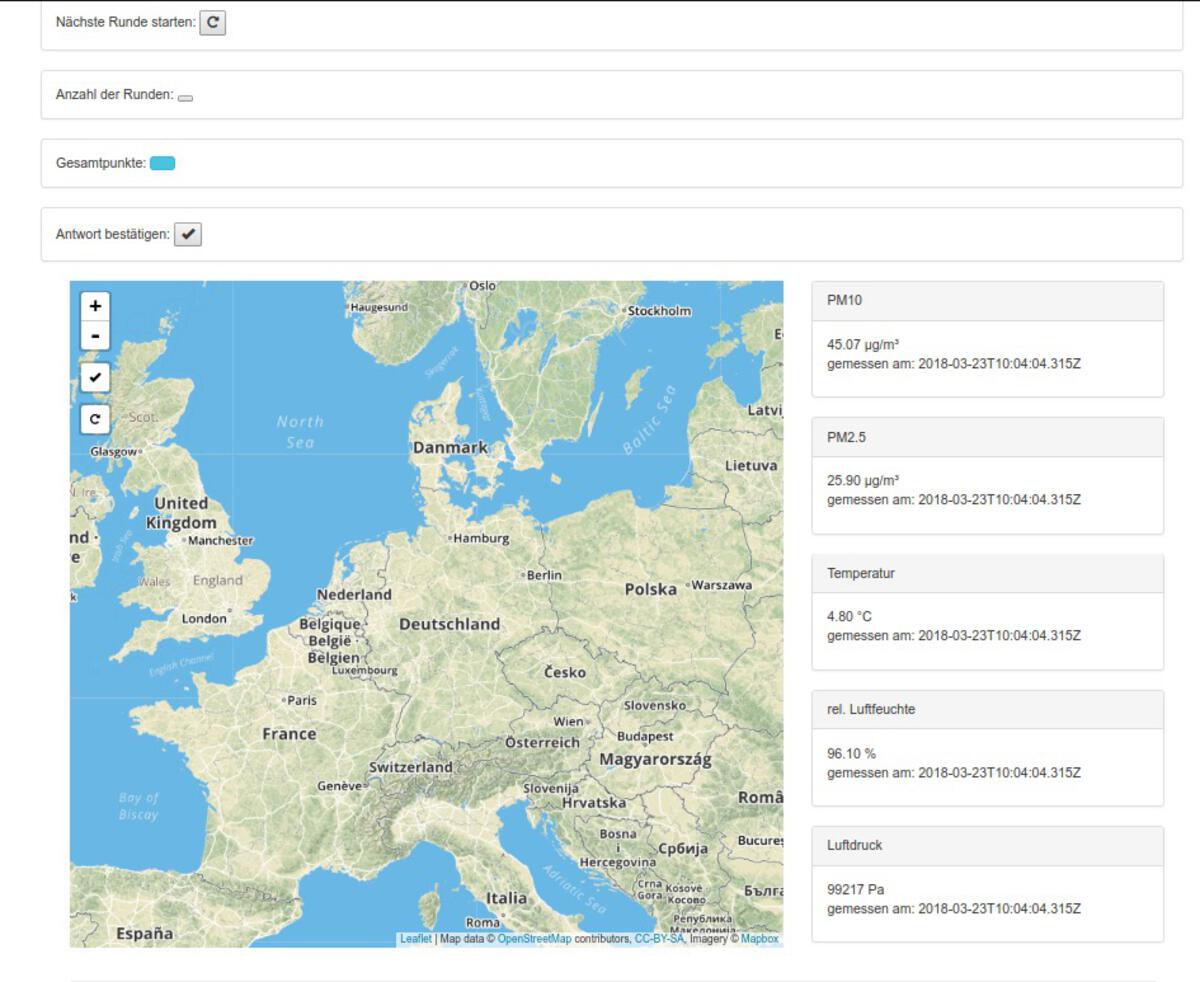 Nächste Runde starten:
Anzahl der Runden:
Gesamtpunkte:
Antwort bestätigen:
+
-
Oslo
Haugesund
Stockholm
Skagerrak
Kattegat
North
Sea
Baltic Sea
Scot.
Glasgow
Danmark
Latvi
Lietuva
N. Ire
United
Kingdom
Manchester
nd
e
Irish Sea
Wales
England
London
Hamburg
Berlin
Polska
Warszawa
Nederland
Belgique
België
Belgien
Luxembourg
Deutschland
English Channel
Česko
Paris
France
Slovensko
Wien
Budapest
Österreich
Magyarország
Switzerland
Genève
Slovenija
Hrvatska
Româ
Bay of
Biscay
Bosna
i
Hercegovina
Србија
Bucureș
Adriatic Sea
Crna
Gora
Kosovë
Косово
Бълга
Italia
Roma
Република
Македонија
España
Leaflet | Map data © OpenStreetMap contributors, CC-BY-SA, Imagery © Mapbox
PM10
45.07 µg/m³
gemessen am: 2018-03-23T10:04:04.315Z
PM2.5
25.90 µg/m³
gemessen am: 2018-03-23T10:04:04.315Z
Temperatur
4.80 °C
gemessen am: 2018-03-23T10:04:04.315Z
rel. Luftfeuchte
96.10 %
gemessen am: 2018-03-23T10:04:04.315Z
Luftdruck
99217 Pa
gemessen am: 2018-03-23T10:04:04.315Z